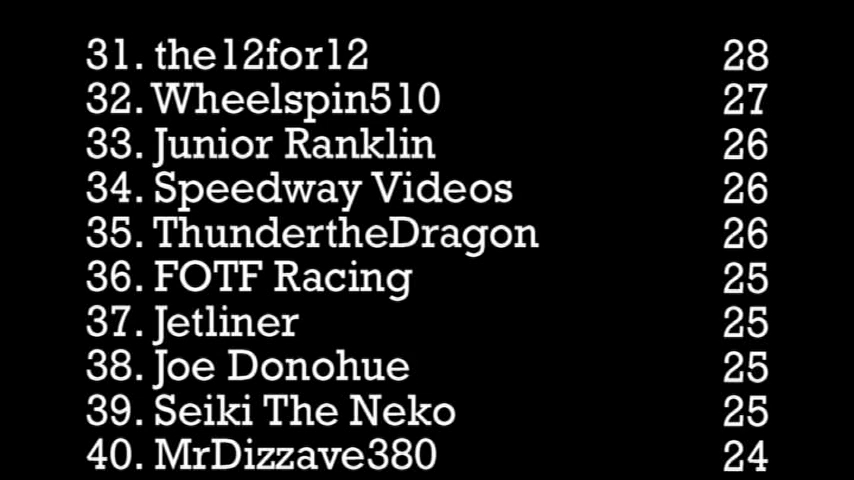 31. the12for12 28
32. Wheelspin510 27
33. Junior Ranklin 26
34. Speedway Videos 26
35. ThundertheDragon 26
36. FOTF Racing 25
37. Jetliner 25
38. Joe Donohue 25
39. Seiki The Neko 25
40. MrDizzave380 24